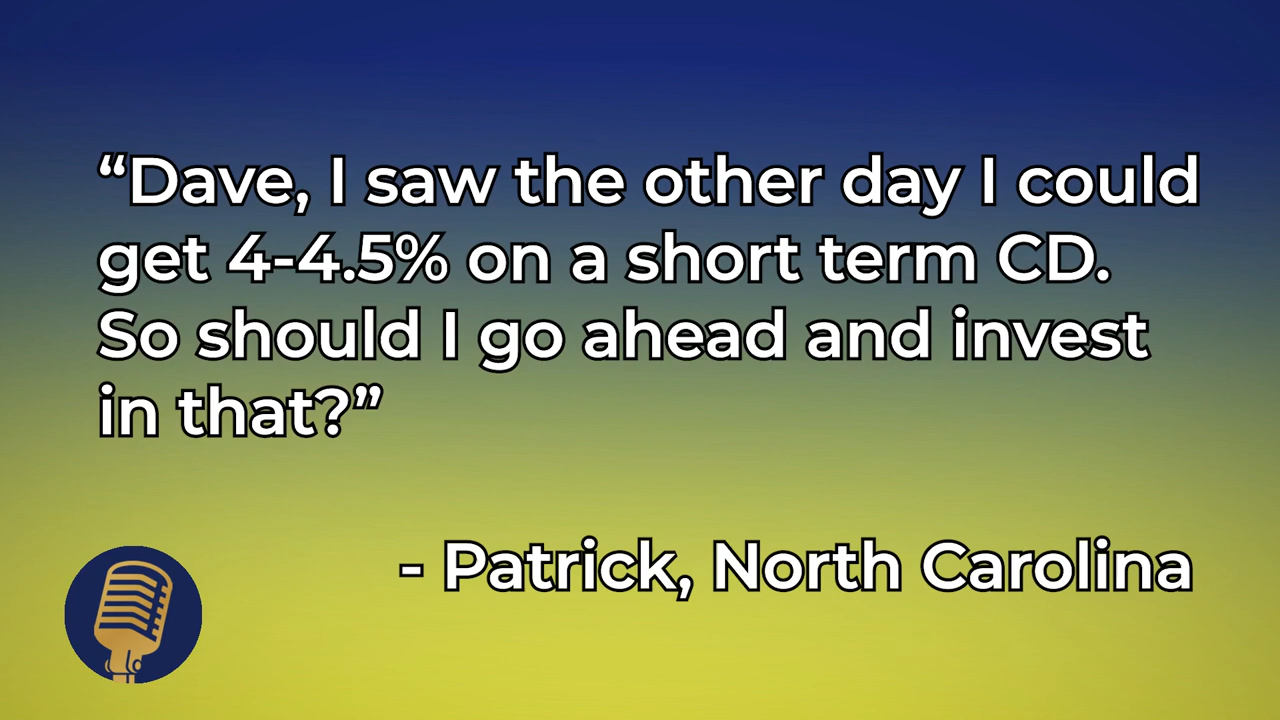 “Dave, I saw the other day I could
get 4-4.5% on a short term CD.
So should I go ahead and invest
in that?”
- Patrick, North Carolina